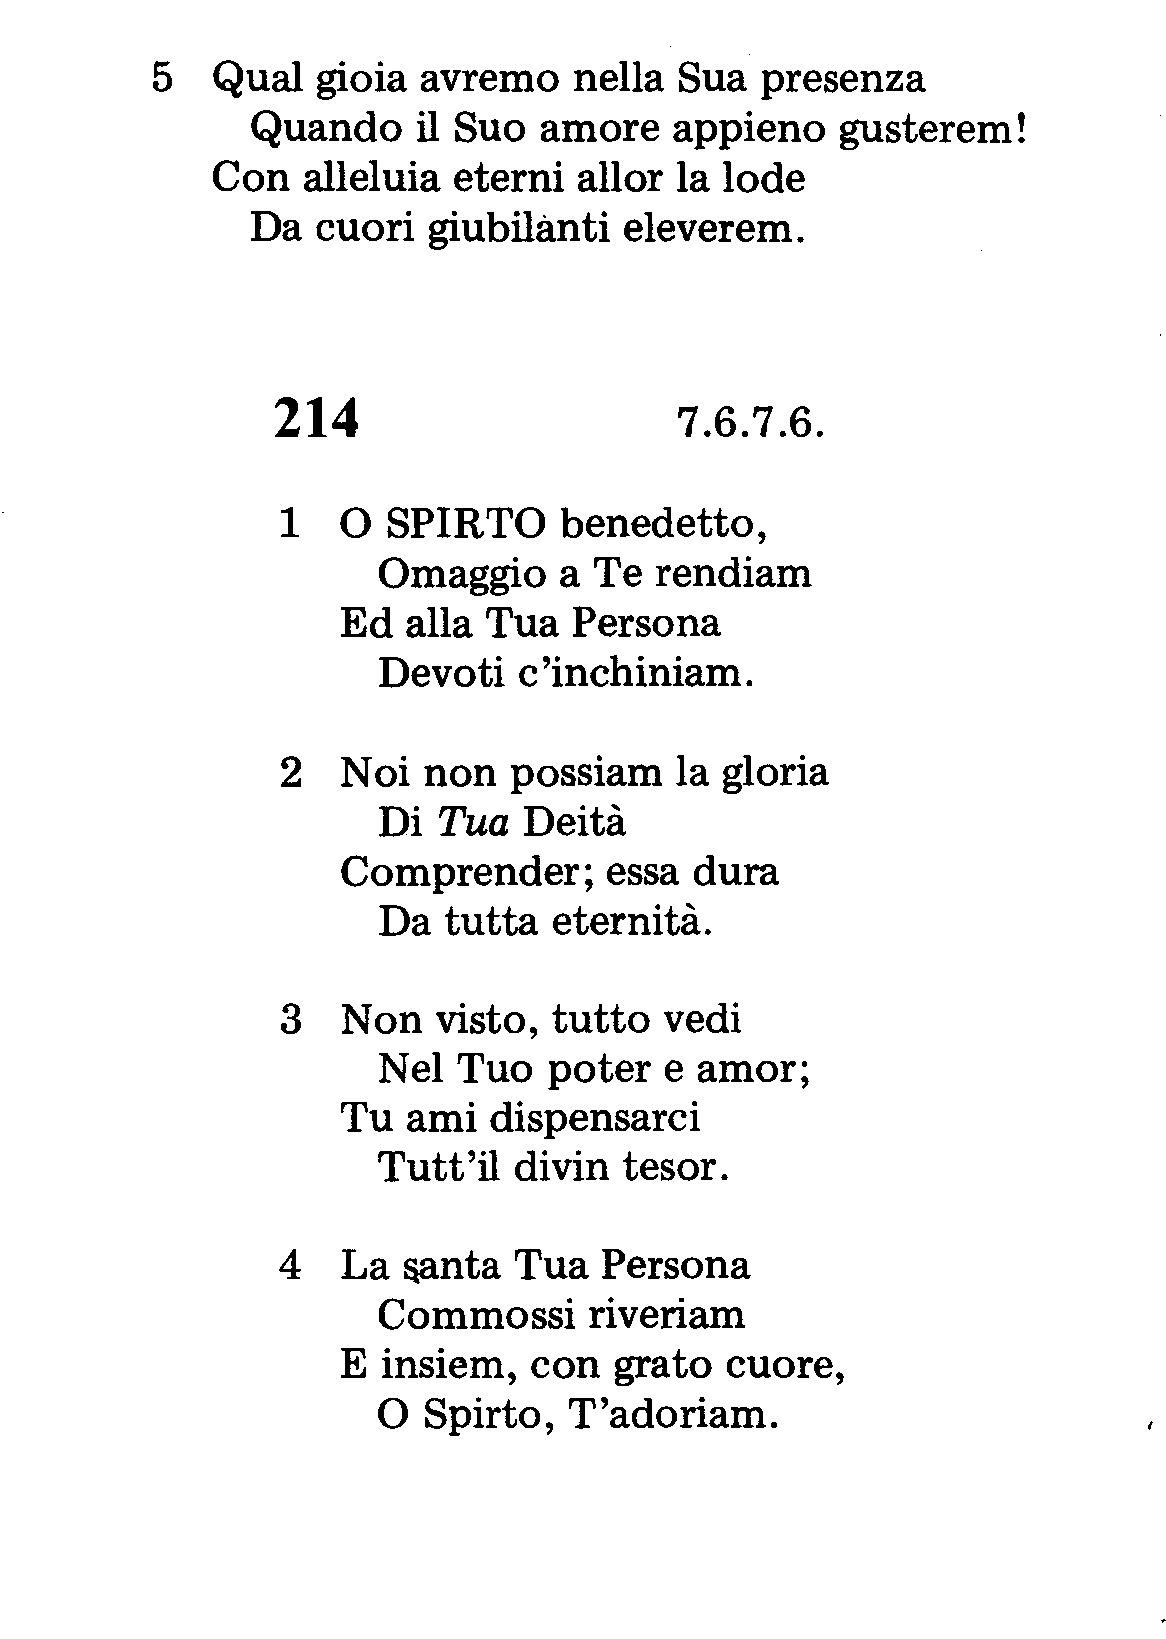 5 Qual gioia avremo nella Sua presenza
Quando il Suo amore appieno gusterem!
Con alleluia eterni allor la lode
Da cuori giubilanti eleverem.
214 7.6.7.6.
1 O SPIRTO benedetto,
Omaggio a Te rendiam
Ed alla Tua Persona
Devoti c'inchiniam.
2 Noi non possiam la gloria
Di Tua Deità
Comprender; essa dura
Da tutta eternità.
3 Non visto, tutto vedi
Nel Tuo poter e amor;
Tu ami dispensarci
Tutt'il divin tesor.
4 La santa Tua Persona
Commossi riveriam
E insiem, con grato cuore,
O Spirto, T'adoriam.